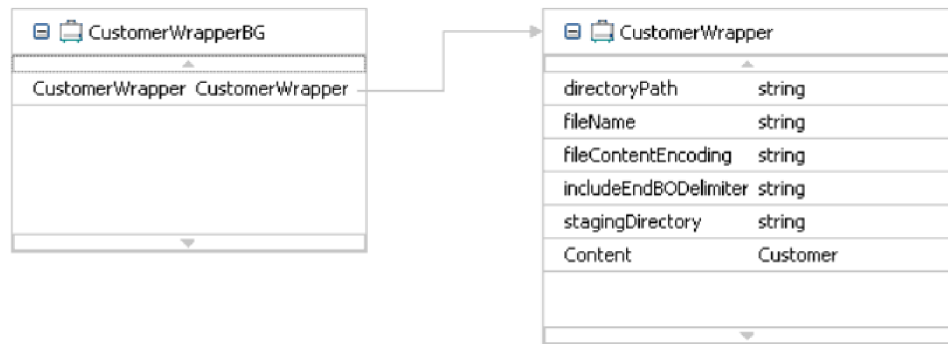 CustomerWrapperBG
CustomerWrapper CustomerWrapper
CustomerWrapper
directoryPath string
fileName string
fileContentEncoding string
includeEndBODelimiter string
stagingDirectory string
Content Customer